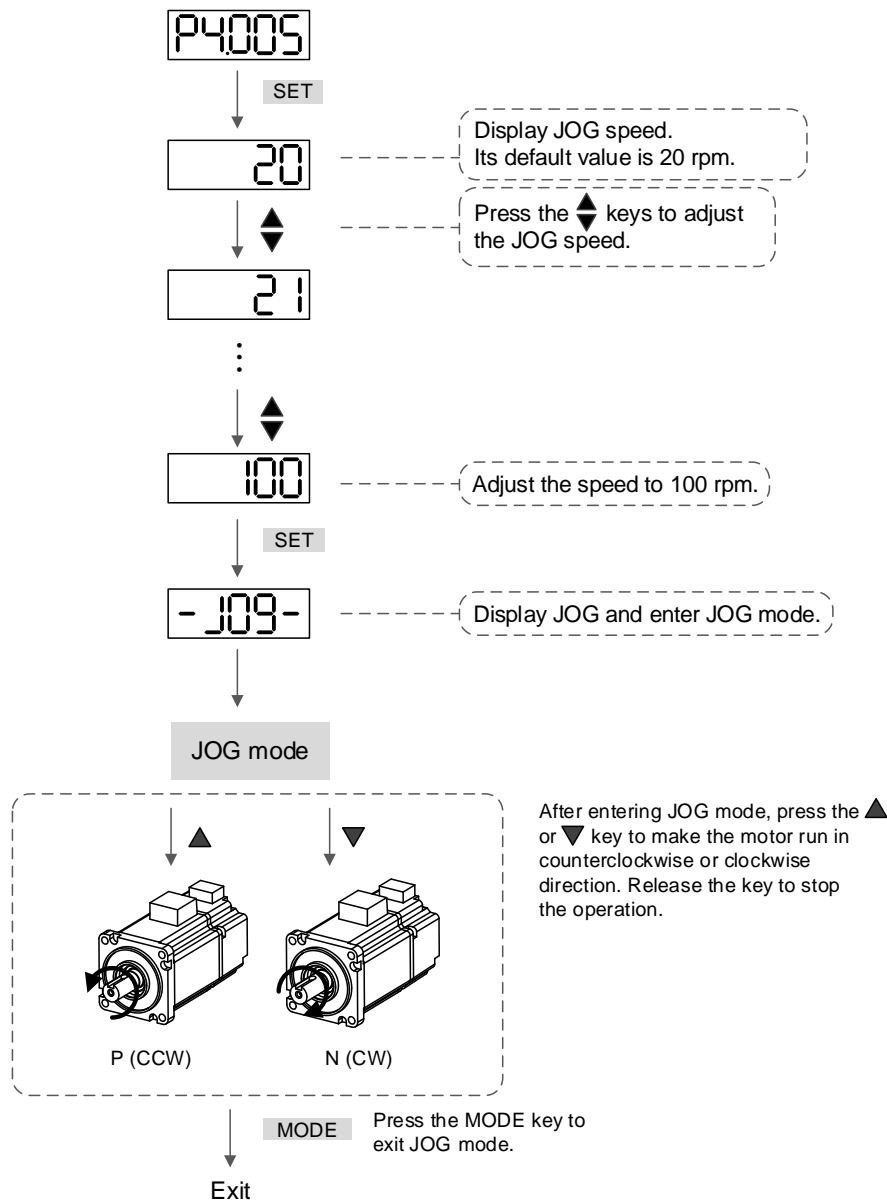 P4.005
SET
20
Display JOG speed.
Its default value is 20 rpm.
Press the ▲▼ keys to adjust
the JOG speed.
21
100
Adjust the speed to 100 rpm.
SET
-JOG-
Display JOG and enter JOG mode.
JOG mode
After entering JOG mode, press the ▲
or ▼ key to make the motor run in
counterclockwise or clockwise
direction. Release the key to stop
the operation.
P (CCW)
N (CW)
MODE
Press the MODE key to
exit JOG mode.
Exit